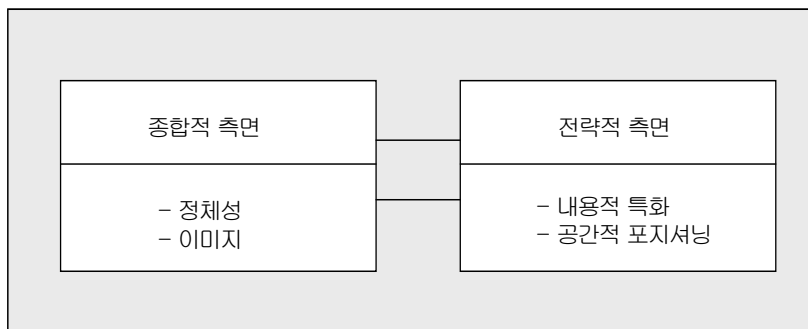 종합적 측면
- 정체성
- 이미지
전략적 측면
- 내용적 특화
- 공간적 포지셔닝